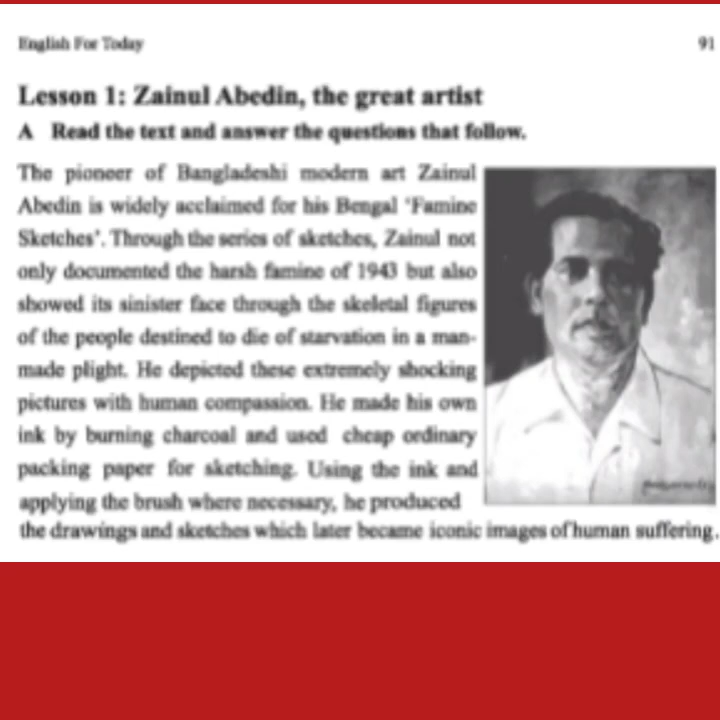 English For Today
91
Lesson 1: Zainul Abedin, the great artist
A Read the text and answer the questions that follow.
The pioneer of Bangladeshi modern art Zainul
Abedin is widely acclaimed for his Bengal ‘Famine
Sketches’. Through the series of sketches, Zainul not
only documented the harsh famine of 1943 but also
showed its sinister face through the skeletal figures
of the people destined to die of starvation in a man-
made plight. He depicted these extremely shocking
pictures with human compassion. He made his own
ink by burning charcoal and used cheap ordinary
packing paper for sketching. Using the ink and
applying the brush where necessary, he produced
the drawings and sketches which later became iconic images of human suffering.